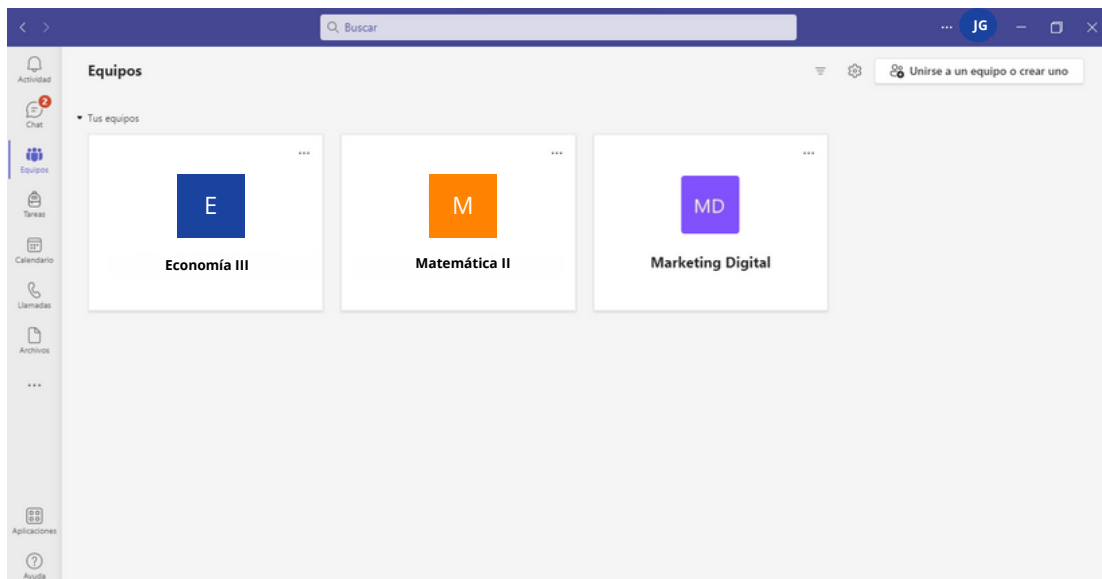 Buscar
... JG
Actividad
Equipos
Unirse a un equipo o crear uno
2
Chat
Tus equipos
Equipos
...
...
...
E
M
MD
Economía III
Matemática II
Marketing Digital
Tareas
Calendario
Llamadas
Archivos
...
Aplicaciones
Ayuda